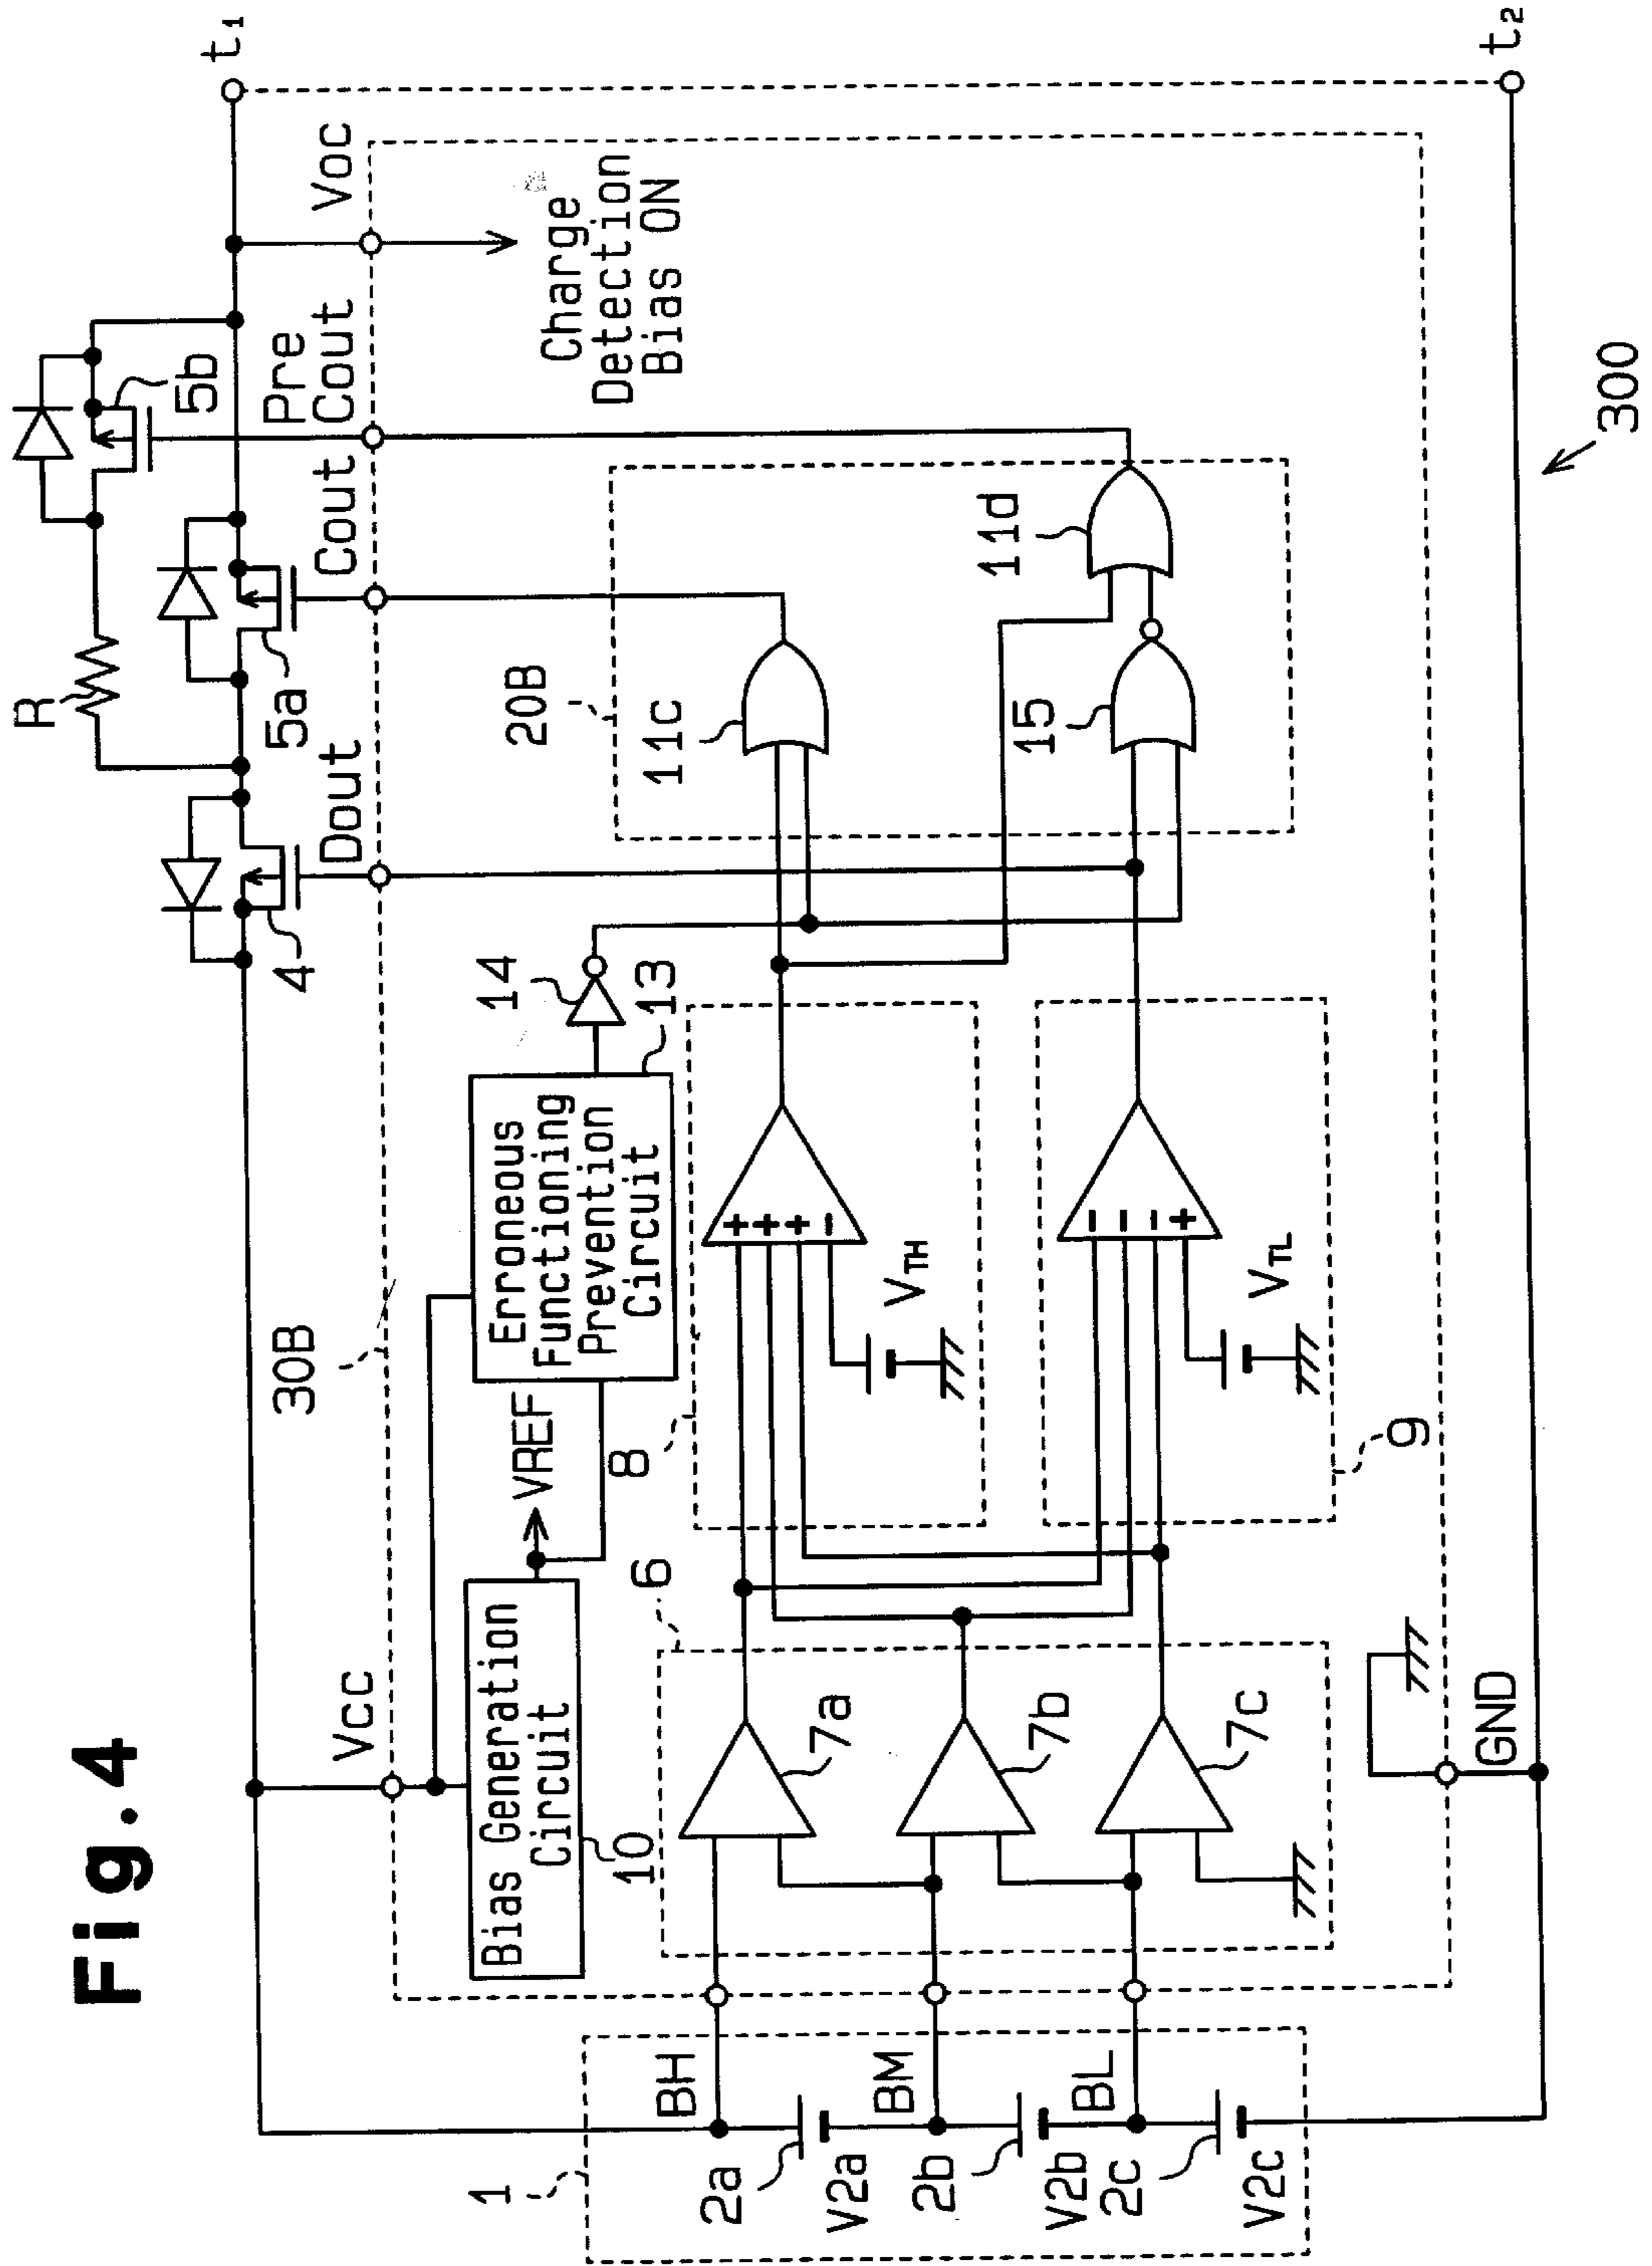 Fig.4
t1
R
5b
Pre
Cout
Voc
Cout
5a
Dout
4
Vcc
30B
Charge
Detection
Bias ON
Bias Generation
Circuit
10
VREF
Erroneous
Functioning
Prevention
Circuit
14
13
20B
11c
11d
15
8
VTH
VTL
9
6
7a
7b
7c
1
BH
2a
V2a
BM
2b
V2b
BL
2c
V2c
GND
300
t2